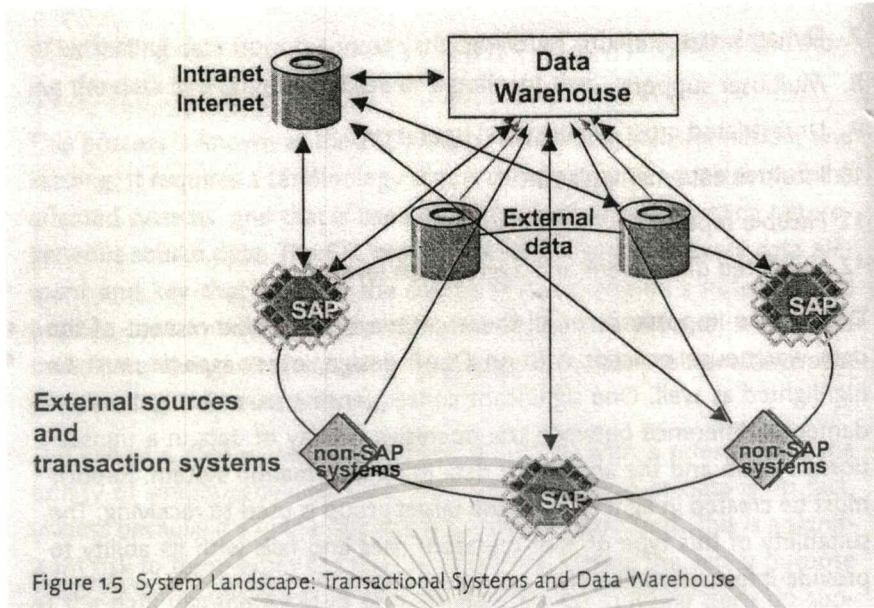 Intranet
Internet
Data
Warehouse
External
data
SAP
SAP
External sources
and
transaction systems
non-SAP
systems
non-SAP
systems
SAP
Figure 1.5 System Landscape: Transactional Systems and Data Warehouse